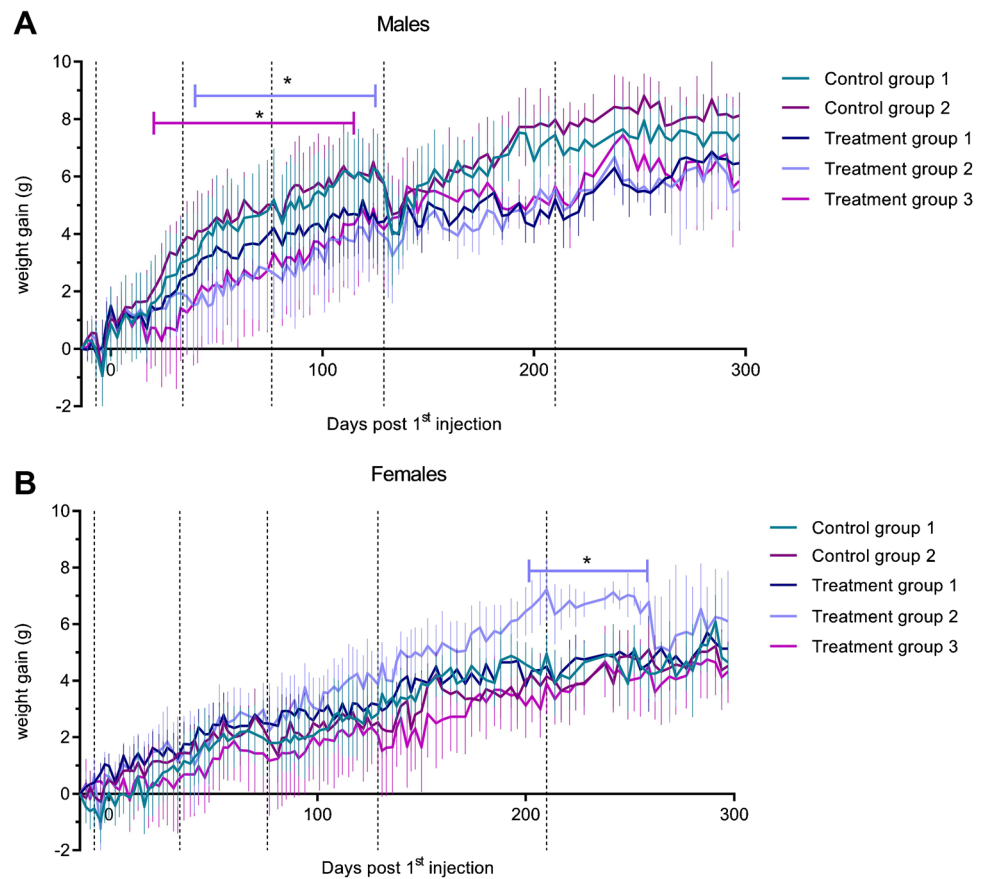 A
Males
10
8
6
4
2
0
-2
weight gain (g)
*
*
0
100
200
300
Days post 1st injection
Control group 1
Control group 2
Treatment group 1
Treatment group 2
Treatment group 3
B
Females
10
8
6
4
2
0
-2
weight gain (g)
*
0
100
200
300
Days post 1st injection
Control group 1
Control group 2
Treatment group 1
Treatment group 2
Treatment group 3